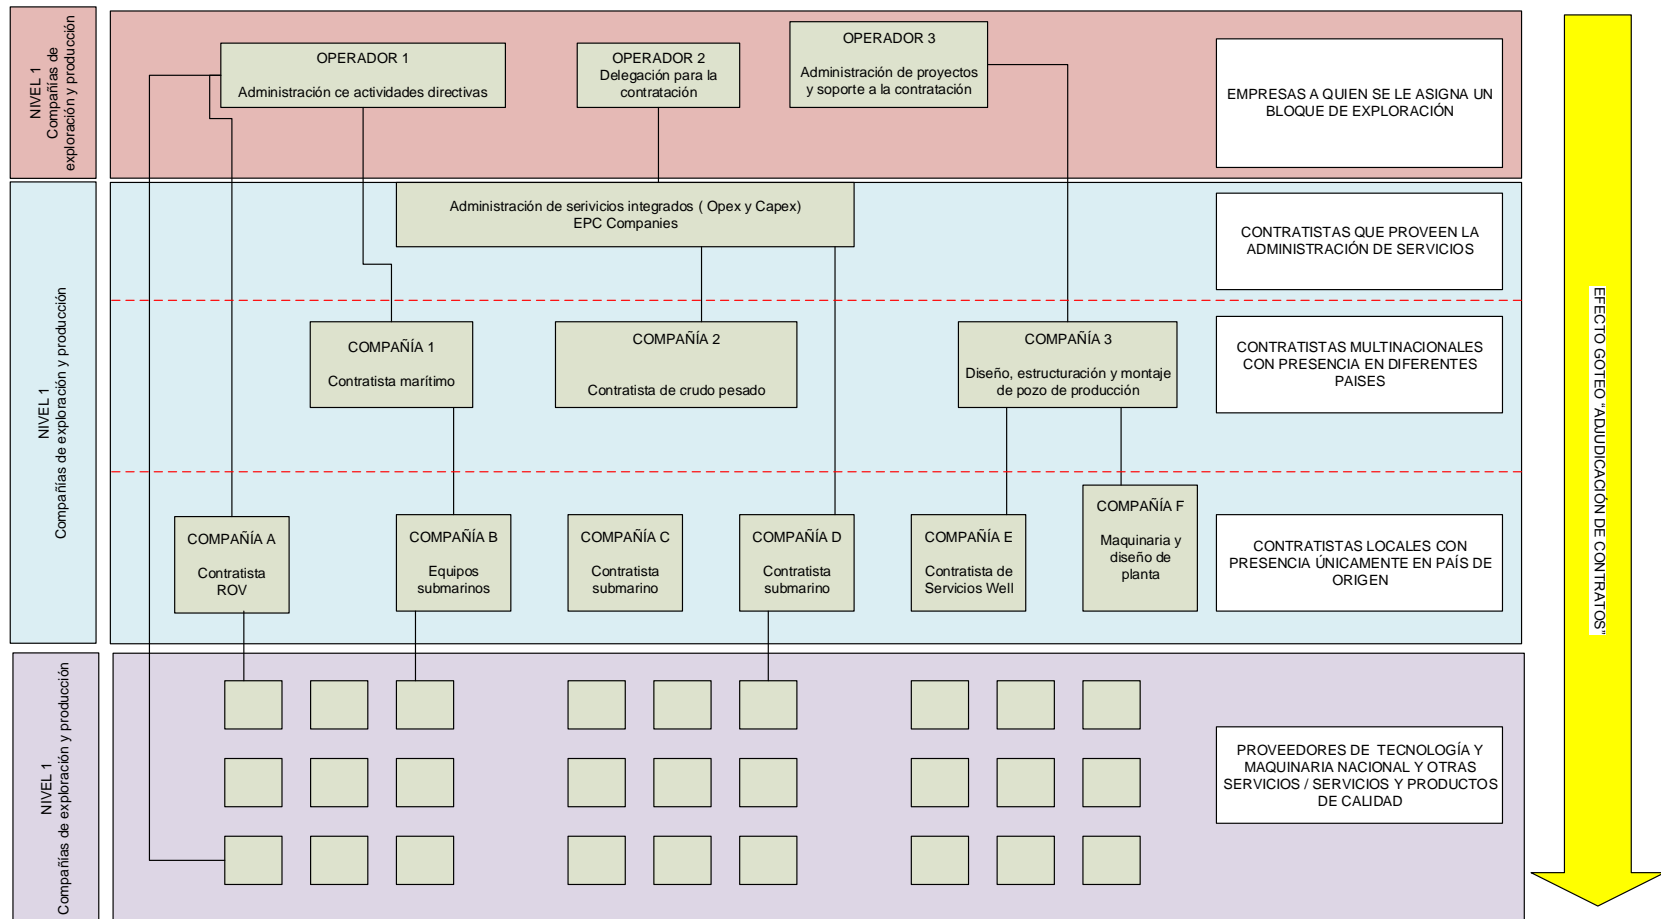 NIVEL 1
Compañías de
exploración y producción
OPERADOR 1
Administración ce actividades directivas
OPERADOR 2
Delegación para la
contratación
OPERADOR 3
Administración de proyectos
y soporte a la contratación
EMPRESAS A QUIEN SE LE ASIGNA UN
BLOQUE DE EXPLORACIÓN
NIVEL 1
Compañías de exploración y producción
Administración de serivicios integrados ( Opex y Capex)
EPC Companies
CONTRATISTAS QUE PROVEEN LA
ADMINISTRACIÓN DE SERVICIOS
COMPAÑÍA 1
Contratista marítimo
COMPAÑÍA 2
Contratista de crudo pesado
COMPAÑÍA 3
Diseño, estructuración y montaje
de pozo de producción
CONTRATISTAS MULTINACIONALES
CON PRESENCIA EN DIFERENTES
PAISES
COMPAÑÍA A
Contratista
ROV
COMPAÑÍA B
Equipos
submarinos
COMPAÑÍA C
Contratista
submarino
COMPAÑÍA D
Contratista
submarino
COMPAÑÍA E
Contratista de
Servicios Well
COMPAÑÍA F
Maquinaria y
diseño de
planta
CONTRATISTAS LOCALES CON
PRESENCIA ÚNICAMENTE EN PAÍS DE
ORIGEN
NIVEL 1
Compañías de exploración y producción
PROVEEDORES DE TECNOLOGÍA Y
MAQUINARIA NACIONAL Y OTRAS
SERVICIOS / SERVICIOS Y PRODUCTOS
DE CALIDAD
EFECTO GOTEO “ADJUDICACIÓN DE CONTRATOS”